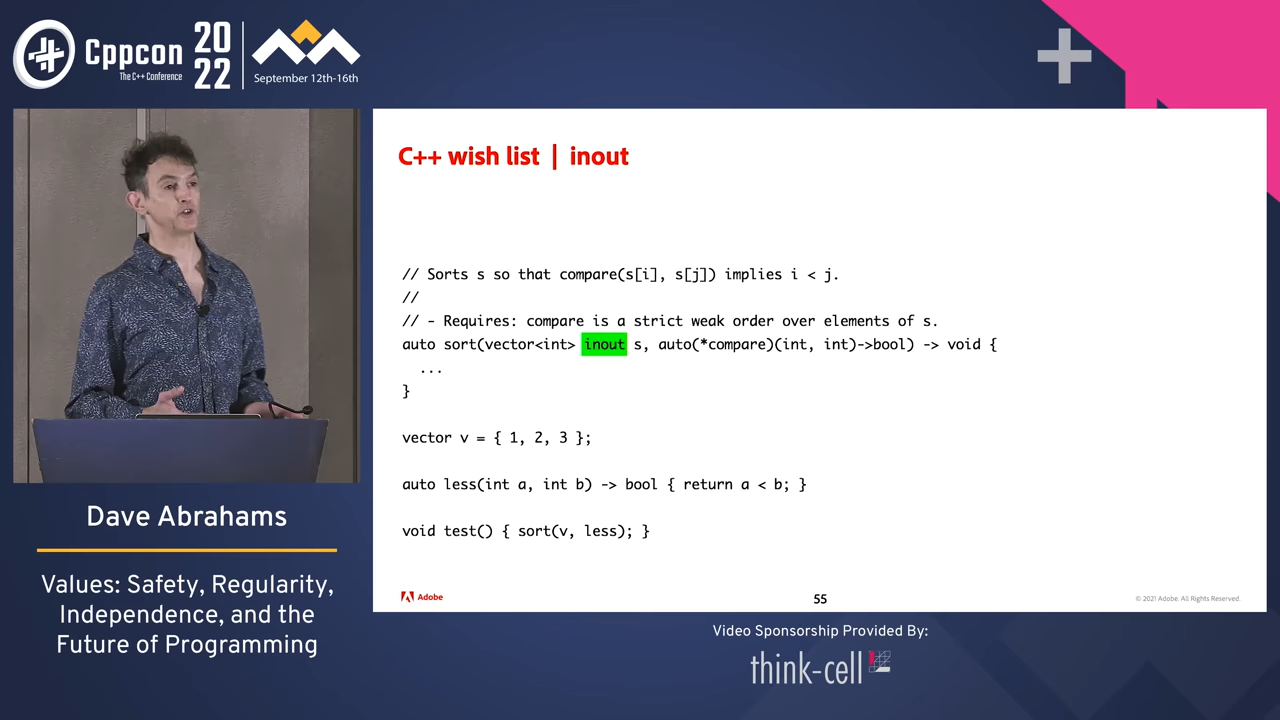 Cppcon
The C++ Conference
20
22
September 12th-16th
C++ wish list | inout
// Sorts s so that compare(s[i], s[j]) implies i < j.
//
// - Requires: compare is a strict weak order over elements of s.
auto sort(vector<int> inout s, auto(*compare)(int, int)->bool) -> void {
...
}
vector v = { 1, 2, 3 };
auto less(int a, int b) -> bool { return a < b; }
void test() { sort(v, less); }
Adobe
55
© 2021 Adobe. All Rights Reserved.
Dave Abrahams
Values: Safety, Regularity,
Independence, and the
Future of Programming
Video Sponsorship Provided By:
think-cell